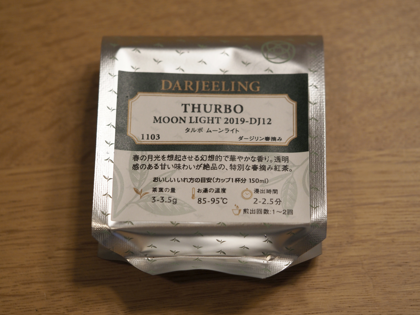 DARJEELING
THURBO
MOON LIGHT 2019-DJ12
タルボ ムーンライト
1103 ダージリン春摘み
春の月光を想起させる幻想的で華やかな香り。透明
感のある甘い味わいが絶品の、特別な春摘み紅茶。
おいしいいれ方の目安(カップ1杯分 150ml)
茶葉の量 お湯の温度 湯出時間
3-3.5g 85-95℃ 2-2.5分
煎出回数:1〜2回